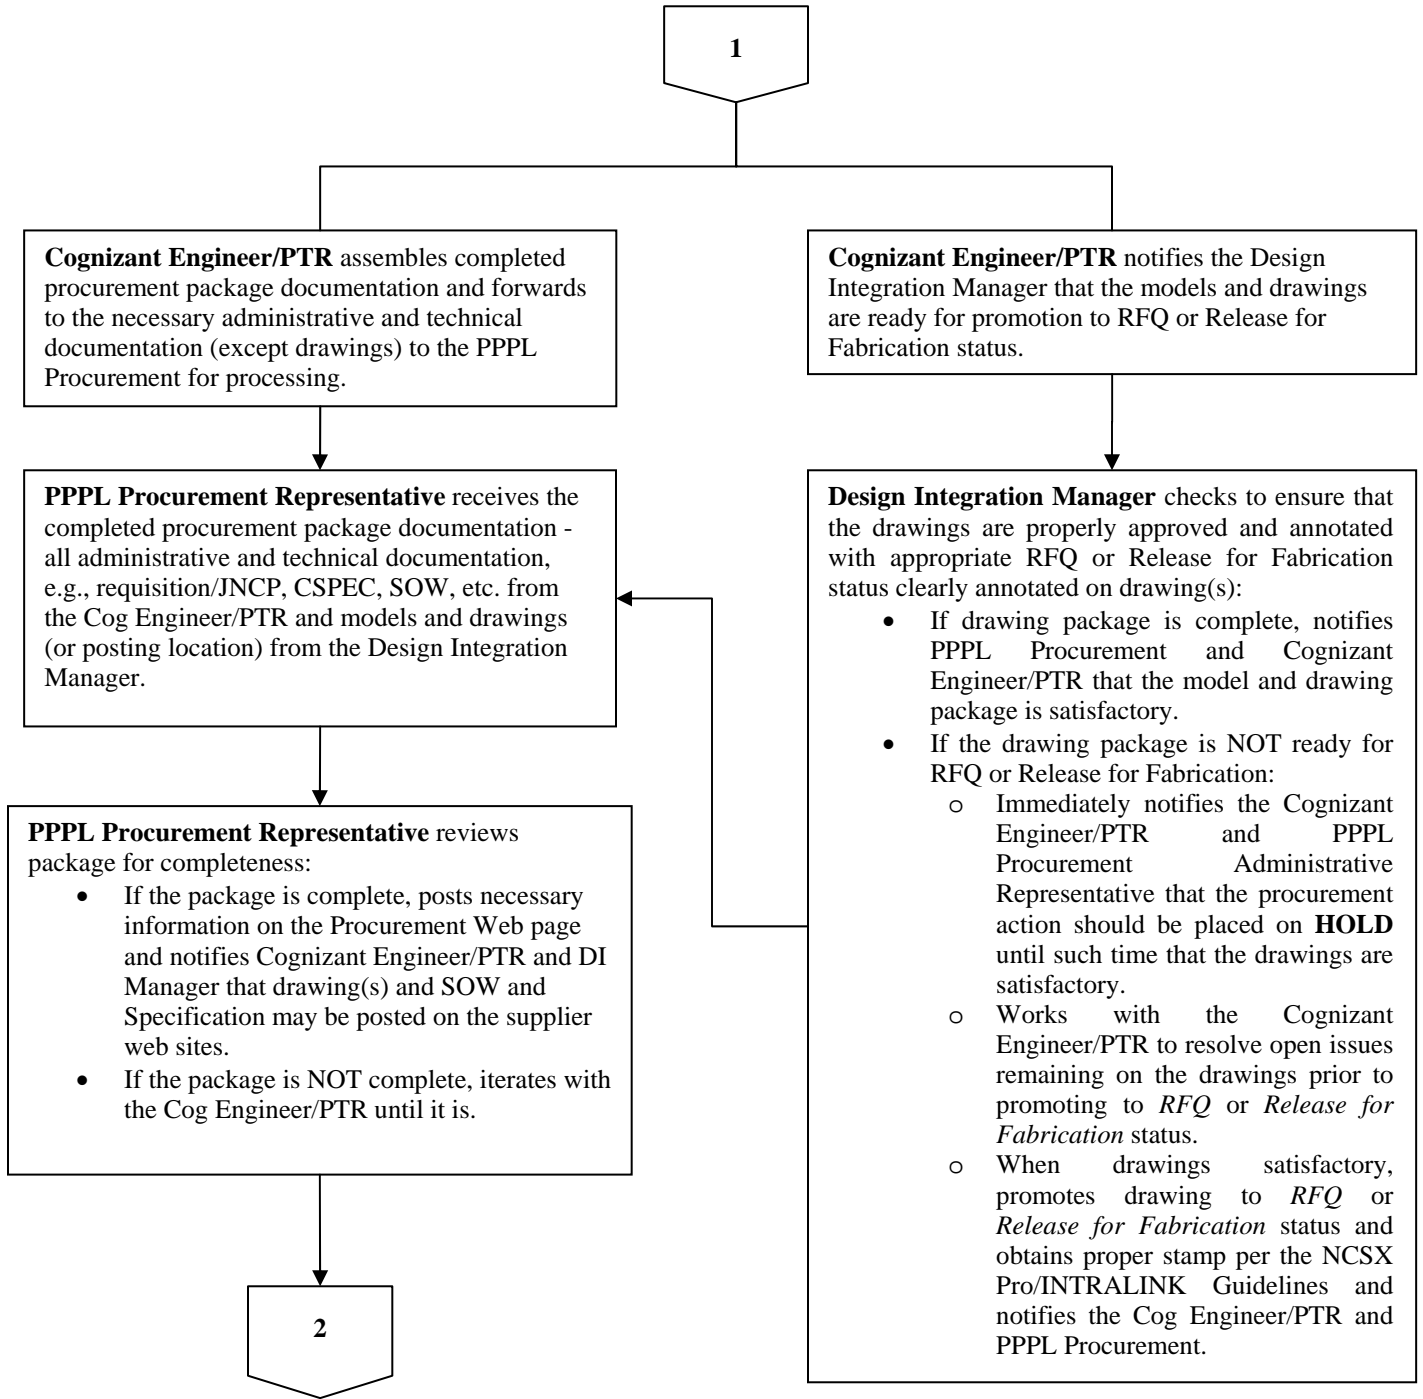 1
Cognizant Engineer/PTR assembles completed
procurement package documentation and forwards
to the necessary administrative and technical
documentation (except drawings) to the PPPL
Procurement for processing.
Cognizant Engineer/PTR notifies the Design
Integration Manager that the models and drawings
are ready for promotion to RFQ or Release for
Fabrication status.
PPPL Procurement Representative receives the
completed procurement package documentation -
all administrative and technical documentation,
e.g., requisition/JNCP, CSPEC, SOW, etc. from
the Cog Engineer/PTR and models and drawings
(or posting location) from the Design Integration
Manager.
Design Integration Manager checks to ensure that
the drawings are properly approved and annotated
with appropriate RFQ or Release for Fabrication
status clearly annotated on drawing(s):
• If drawing package is complete, notifies
PPPL Procurement and Cognizant
Engineer/PTR that the model and drawing
package is satisfactory.
• If the drawing package is NOT ready for
RFQ or Release for Fabrication:
o Immediately notifies the Cognizant
Engineer/PTR and PPPL
Procurement Administrative
Representative that the procurement
action should be placed on HOLD
until such time that the drawings are
satisfactory.
o Works with the Cognizant
Engineer/PTR to resolve open issues
remaining on the drawings prior to
promoting to RFQ or Release for
Fabrication status.
o When drawings satisfactory,
promotes drawing to RFQ or
Release for Fabrication status and
obtains proper stamp per the NCSX
Pro/INTRALINK Guidelines and
notifies the Cog Engineer/PTR and
PPPL Procurement.
PPPL Procurement Representative reviews
package for completeness:
• If the package is complete, posts necessary
information on the Procurement Web page
and notifies Cognizant Engineer/PTR and DI
Manager that drawing(s) and SOW and
Specification may be posted on the supplier
web sites.
• If the package is NOT complete, iterates with
the Cog Engineer/PTR until it is.
2